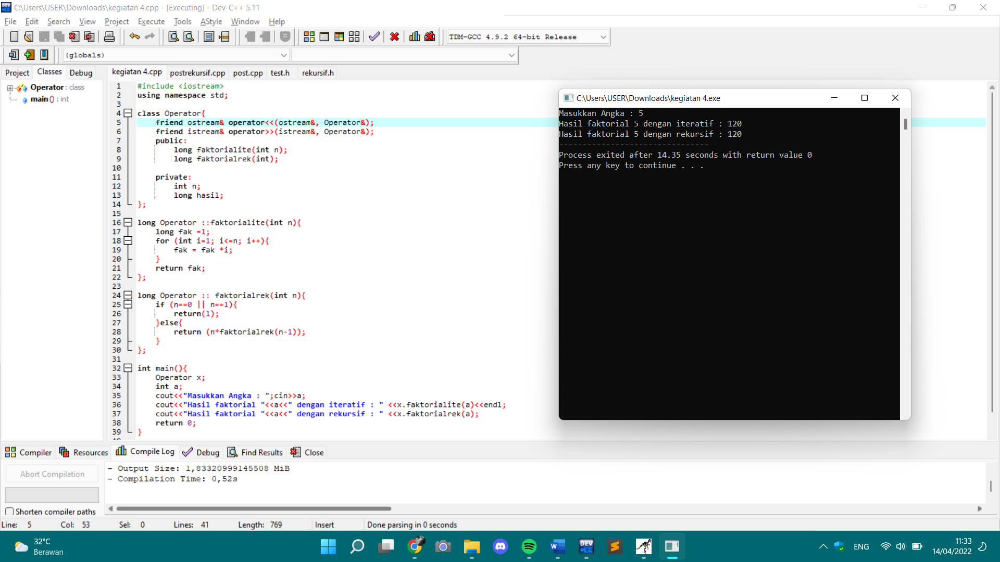 C:\Users\USER\Downloads\kegiatan 4.cpp - [Executing] - Dev-C++ 5.11
File Edit Search View Project Execute Tools AStyle Window Help
TDM-GCC 4.9.2 64-bit Release
(globals)
Project Classes Debug
kegiatan 4.cpp postrekursif.cpp post.cpp test.h rekursif.h
Operator : class
main () : int
1 #include <iostream>
2 using namespace std;
3
4 class Operator{
5 friend ostream& operator<<(ostream&, Operator&);
6 friend istream& operator>>(istream&, Operator&);
7 public:
8 long faktorialite(int n);
9 long faktorialrek(int);
10
11 private:
12 int n;
13 long hasil;
14 };
15
16 long Operator ::faktorialite(int n){
17 long fak =1;
18 for (int i=1; i<=n; i++){
19 fak = fak *i;
20 }
21 return fak;
22 };
23
24 long Operator :: faktorialrek(int n){
25 if (n==0 || n==1){
26 return(1);
27 }else{
28 return (n*faktorialrek(n-1));
29 }
30 };
31
32 int main(){
33 Operator x;
34 int a;
35 cout<<"Masukkan Angka : ";cin>>a;
36 cout<<"Hasil faktorial "<<a<<" dengan iteratif : " <<x.faktorialite(a)<<endl;
37 cout<<"Hasil faktorial "<<a<<" dengan rekursif : " <<x.faktorialrek(a);
38 return 0;
39 }
C:\Users\USER\Downloads\kegiatan 4.exe
Masukkan Angka : 5
Hasil faktorial 5 dengan iteratif : 120
Hasil faktorial 5 dengan rekursif : 120
--------------------------------
Process exited after 14.35 seconds with return value 0
Press any key to continue . . .
Compiler Resources Compile Log Debug Find Results Close
Abort Compilation
Shorten compiler paths
- Output Size: 1,83320999145508 MiB
- Compilation Time: 0,52s
Line: 5 Col: 53 Sel: 0 Lines: 41 Length: 769 Insert Done parsing in 0 seconds
32°C
Berawan
DEV
ENG
11:33
14/04/2022